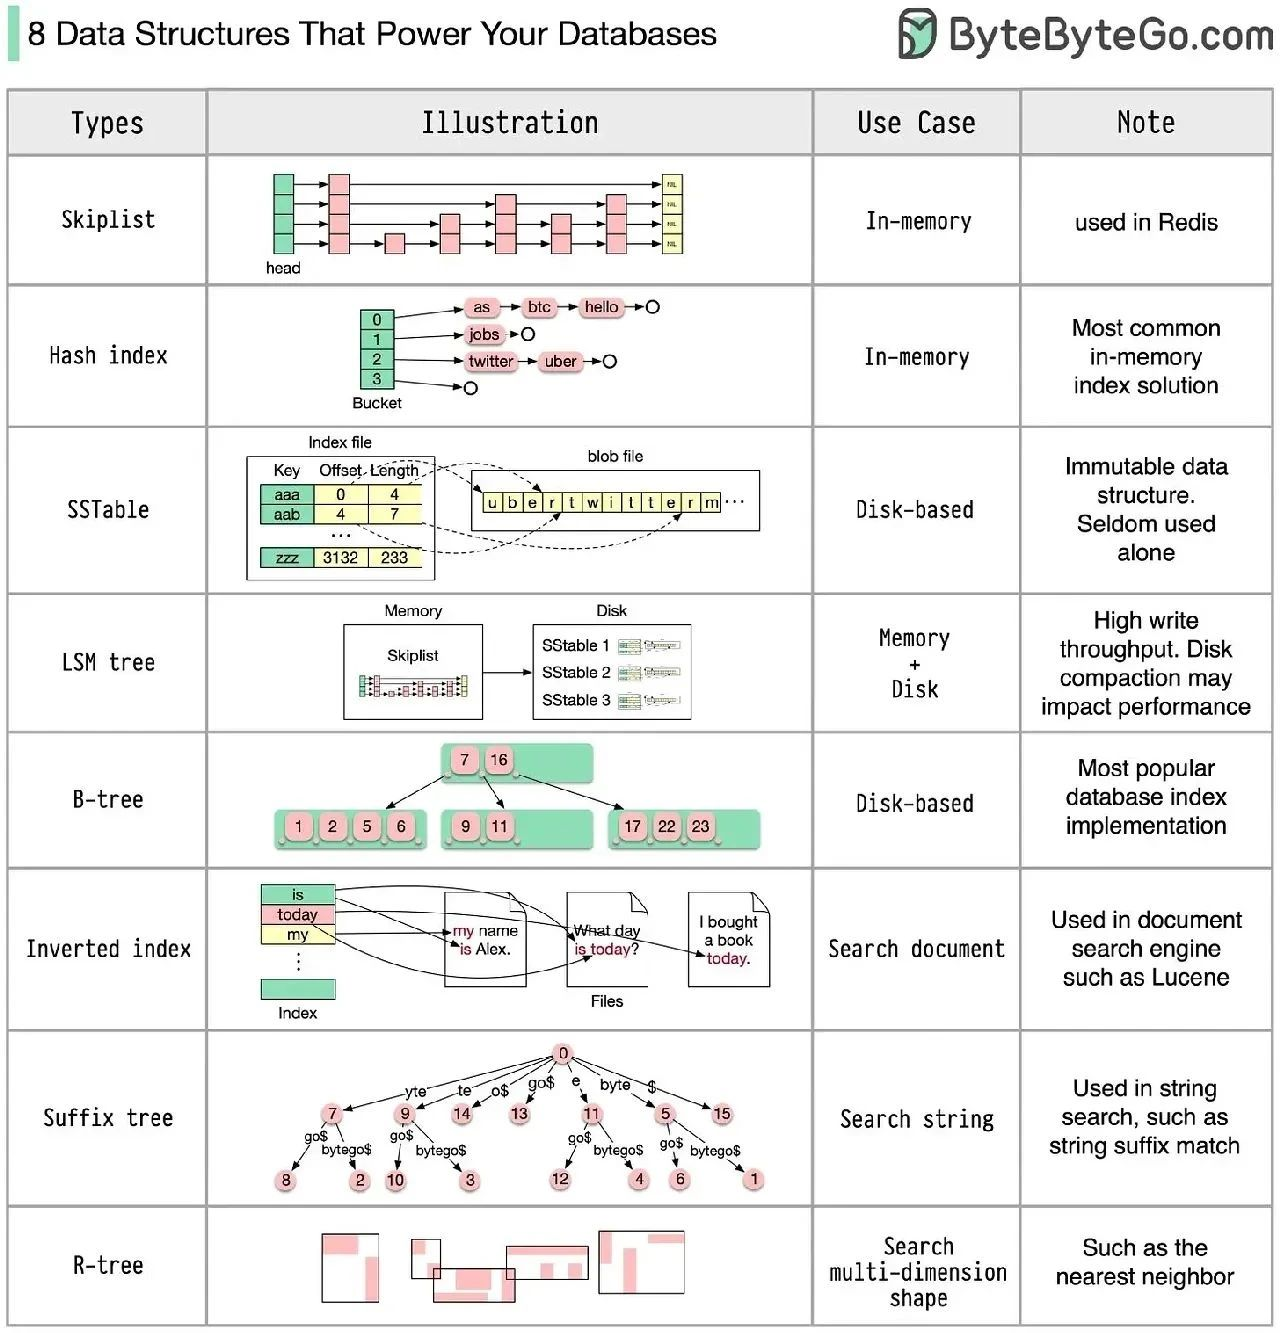 8 Data Structures That Power Your Databases
ByteByteGo.com
Types
Illustration
Use Case
Note
Skiplist
NIL
NIL
NIL
NIL
head
In-memory
used in Redis
Hash index
0
1
2
3
Bucket
as btc hello
jobs
twitter uber
In-memory
Most common
in-memory
index solution
SSTable
Index file
Key Offset Length
aaa 0 4
aab 4 7
...
zzz 3132 233
blob file
u b e r t w i t t e r m ...
Disk-based
Immutable data
structure.
Seldom used
alone
LSM tree
Memory
Skiplist
Disk
SStable 1
SStable 2
SStable 3
Memory
+
Disk
High write
throughput. Disk
compaction may
impact performance
B-tree
7 16
1 2 5 6
9 11
17 22 23
Disk-based
Most popular
database index
implementation
Inverted index
is
today
my
Index
my name
is Alex.
What day
is today?
I bought
a book
today.
Files
Search document
Used in document
search engine
such as Lucene
Suffix tree
0
yte te o$ go$ e byte $
7 9 14 13 11 5 15
go$ bytego$ go$ bytego$ go$ bytego$ go$ bytego$
8 2 10 3 12 4 6 1
Search string
Used in string
search, such as
string suffix match
R-tree
Search
multi-dimension
shape
Such as the
nearest neighbor